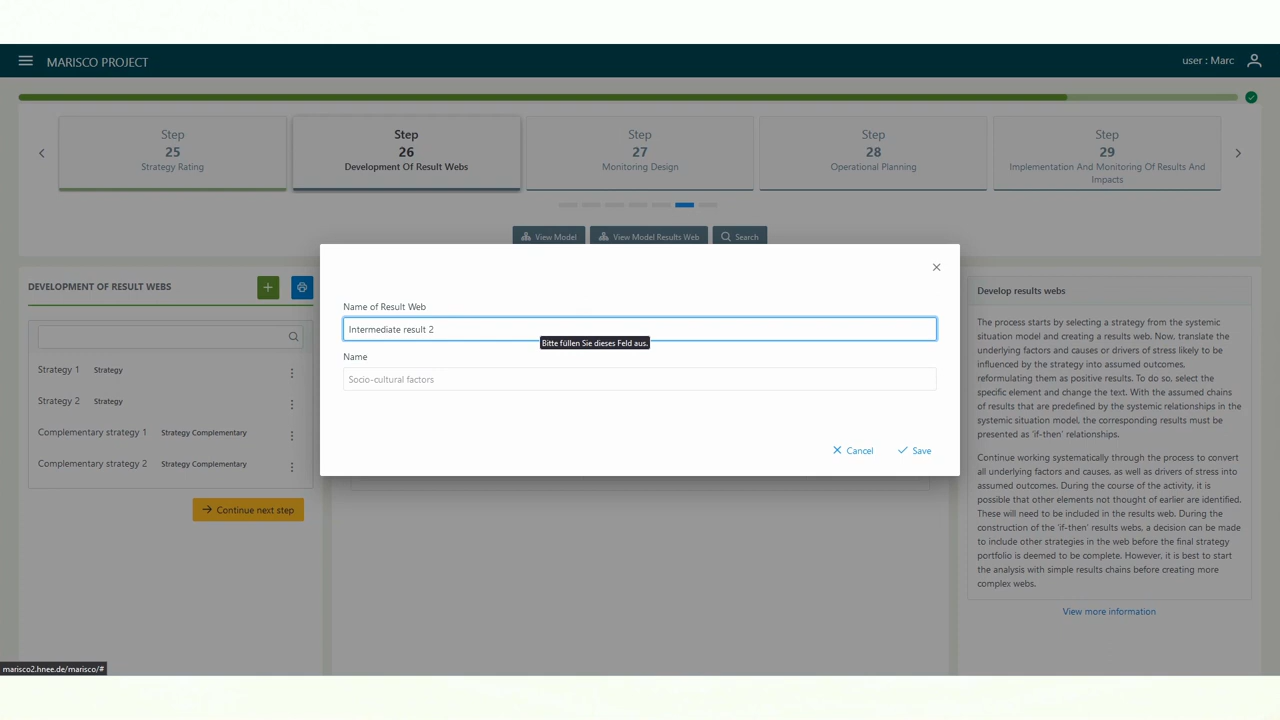 MARISCO PROJECT
user : Marc
Step
25
Strategy Rating
Step
26
Development Of Result Webs
Step
27
Monitoring Design
Step
28
Operational Planning
Step
29
Implementation And Monitoring Of Results And
Impacts
View Model
View Model Results Web
Search
DEVELOPMENT OF RESULT WEBS
Strategy 1 Strategy
Strategy 2 Strategy
Complementary strategy 1 Strategy Complementary
Complementary strategy 2 Strategy Complementary
Continue next step
Name of Result Web
Intermediate result 2
Bitte füllen Sie dieses Feld aus.
Name
Socio-cultural factors
Cancel
Save
Develop results webs
The process starts by selecting a strategy from the systemic
situation model and creating a results web. Now, translate the
underlying factors and causes or drivers of stress likely to be
influenced by the strategy into assumed outcomes,
reformulating them as positive results. To do so, select the
specific element and change the text. With the assumed chains
of results that are predefined by the systemic relationships in the
systemic situation model, the corresponding results must be
presented as 'if-then' relationships.
Continue working systematically through the process to convert
all underlying factors and causes, as well as drivers of stress into
assumed outcomes. During the course of the activity, it is
possible that other elements not thought of earlier are identified.
These will need to be included in the results web. During the
construction of the 'if-then' results webs, a decision can be made
to include other strategies in the web before the final strategy
portfolio is deemed to be complete. However, it is best to start
the analysis with simple results chains before creating more
complex webs.
View more information
marisco2.hnee.de/marisco/#